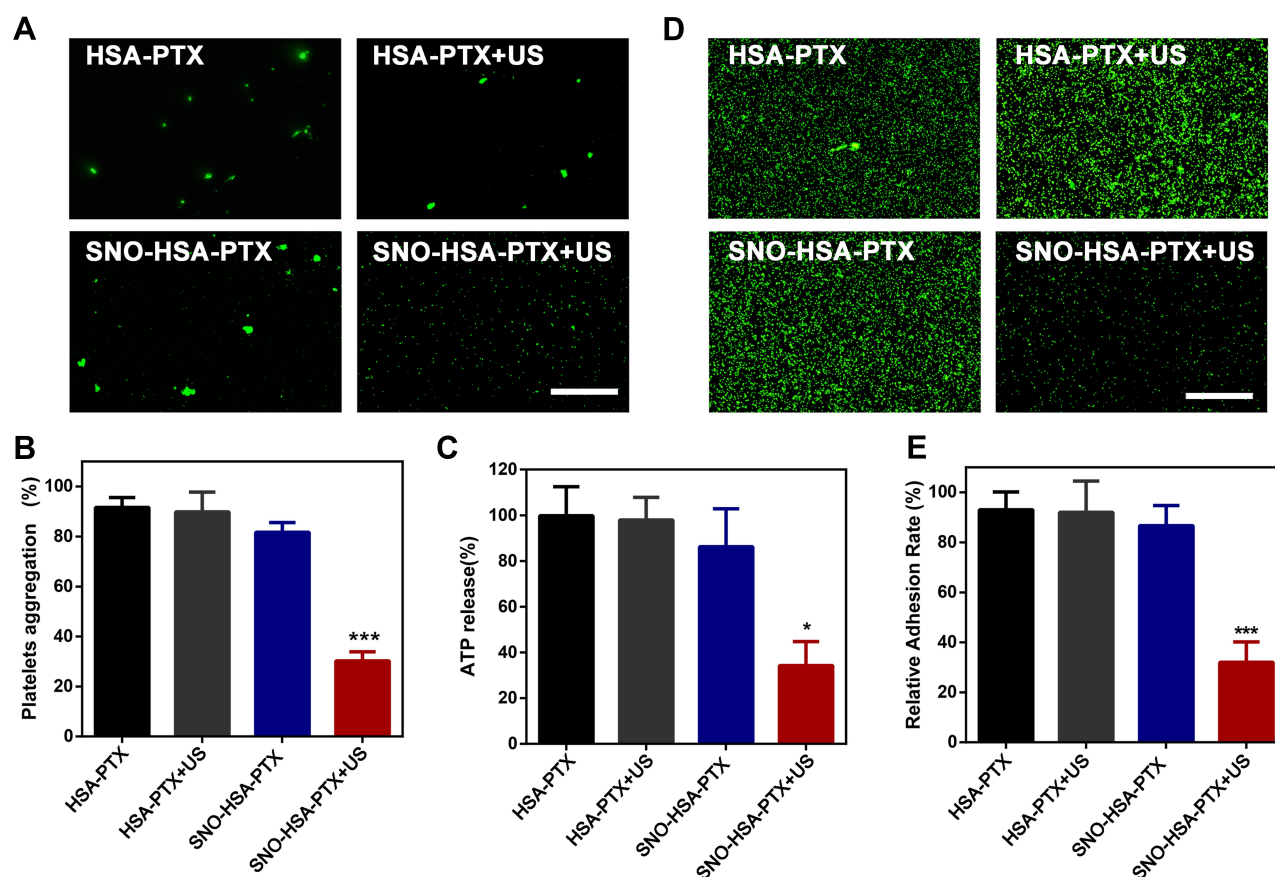 A
HSA-PTX
HSA-PTX+US
SNO-HSA-PTX
SNO-HSA-PTX+US
D
HSA-PTX
HSA-PTX+US
SNO-HSA-PTX
SNO-HSA-PTX+US
B
Platelets aggregation (%)
100
80
60
40
20
0
***
HSA-PTX
HSA-PTX+US
SNO-HSA-PTX
SNO-HSA-PTX+US
C
ATP release(%)
120
100
80
60
40
20
0
*
HSA-PTX
HSA-PTX+US
SNO-HSA-PTX
SNO-HSA-PTX+US
E
Relative Adhesion Rate (%)
100
80
60
40
20
0
***
HSA-PTX
HSA-PTX+US
SNO-HSA-PTX
SNO-HSA-PTX+US